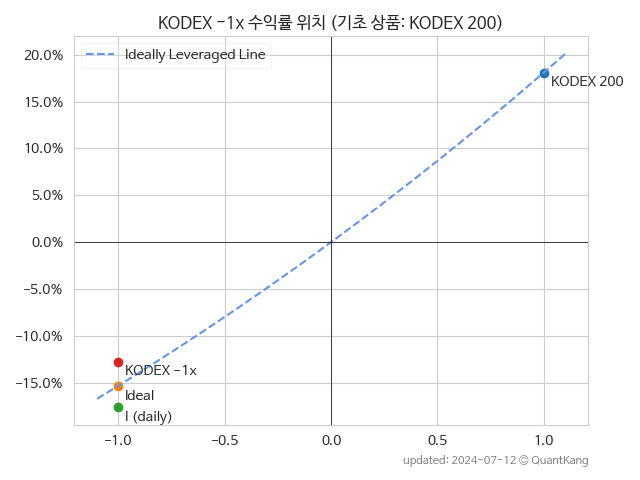 KODEX -1x 수익률 위치 (기초 상품: KODEX 200)
Ideally Leveraged Line
20.0%
15.0%
10.0%
5.0%
0.0%
-5.0%
-10.0%
-15.0%
KODEX 200
KODEX -1x
Ideal
I (daily)
-1.0
-0.5
0.0
0.5
1.0
updated: 2024-07-12 © QuantKang